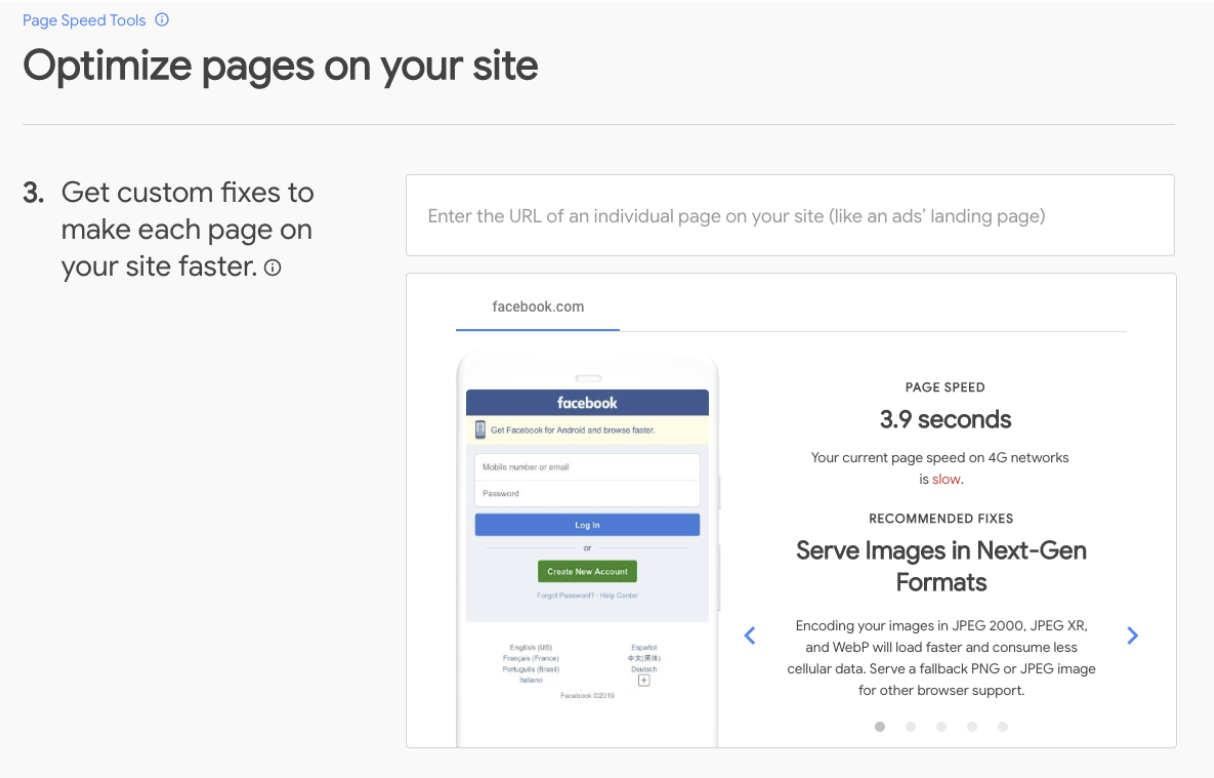 Page Speed Tools
Optimize pages on your site
3. Get custom fixes to
make each page on
your site faster.
Enter the URL of an individual page on your site (like an ads’ landing page)
facebook.com
facebook
Get Facebook for Android and browse faster.
Mobile number or email
Password
Log In
or
Create New Account
Forgot Password? · Help Center
English (US)
Español
Français (France)
中文(简体)
Português (Brasil)
Deutsch
Italiano
Facebook ©2019
PAGE SPEED
3.9 seconds
Your current page speed on 4G networks
is slow.
RECOMMENDED FIXES
Serve Images in Next-Gen
Formats
Encoding your images in JPEG 2000, JPEG XR,
and WebP will load faster and consume less
cellular data. Serve a fallback PNG or JPEG image
for other browser support.